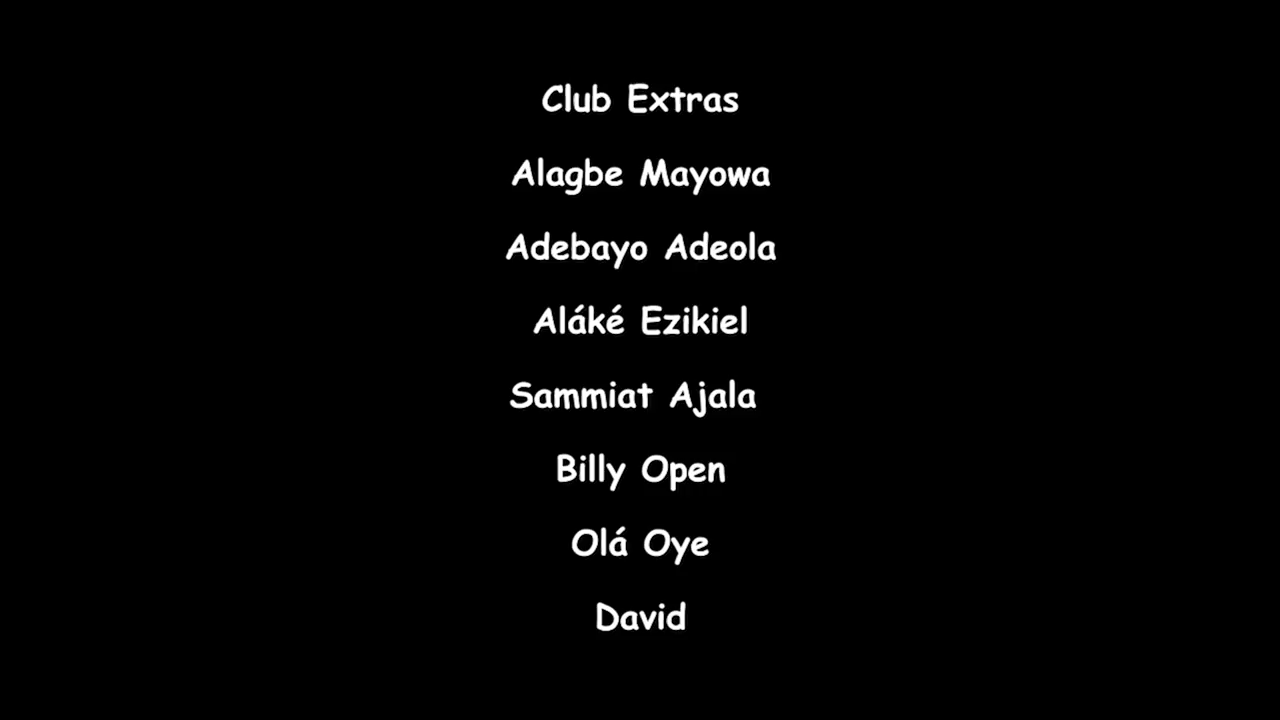 Club Extras
Alagbe Mayowa
Adebayo Adeola
Aláké Ezikiel
Sammiat Ajala
Billy Open
Olá Oye
David